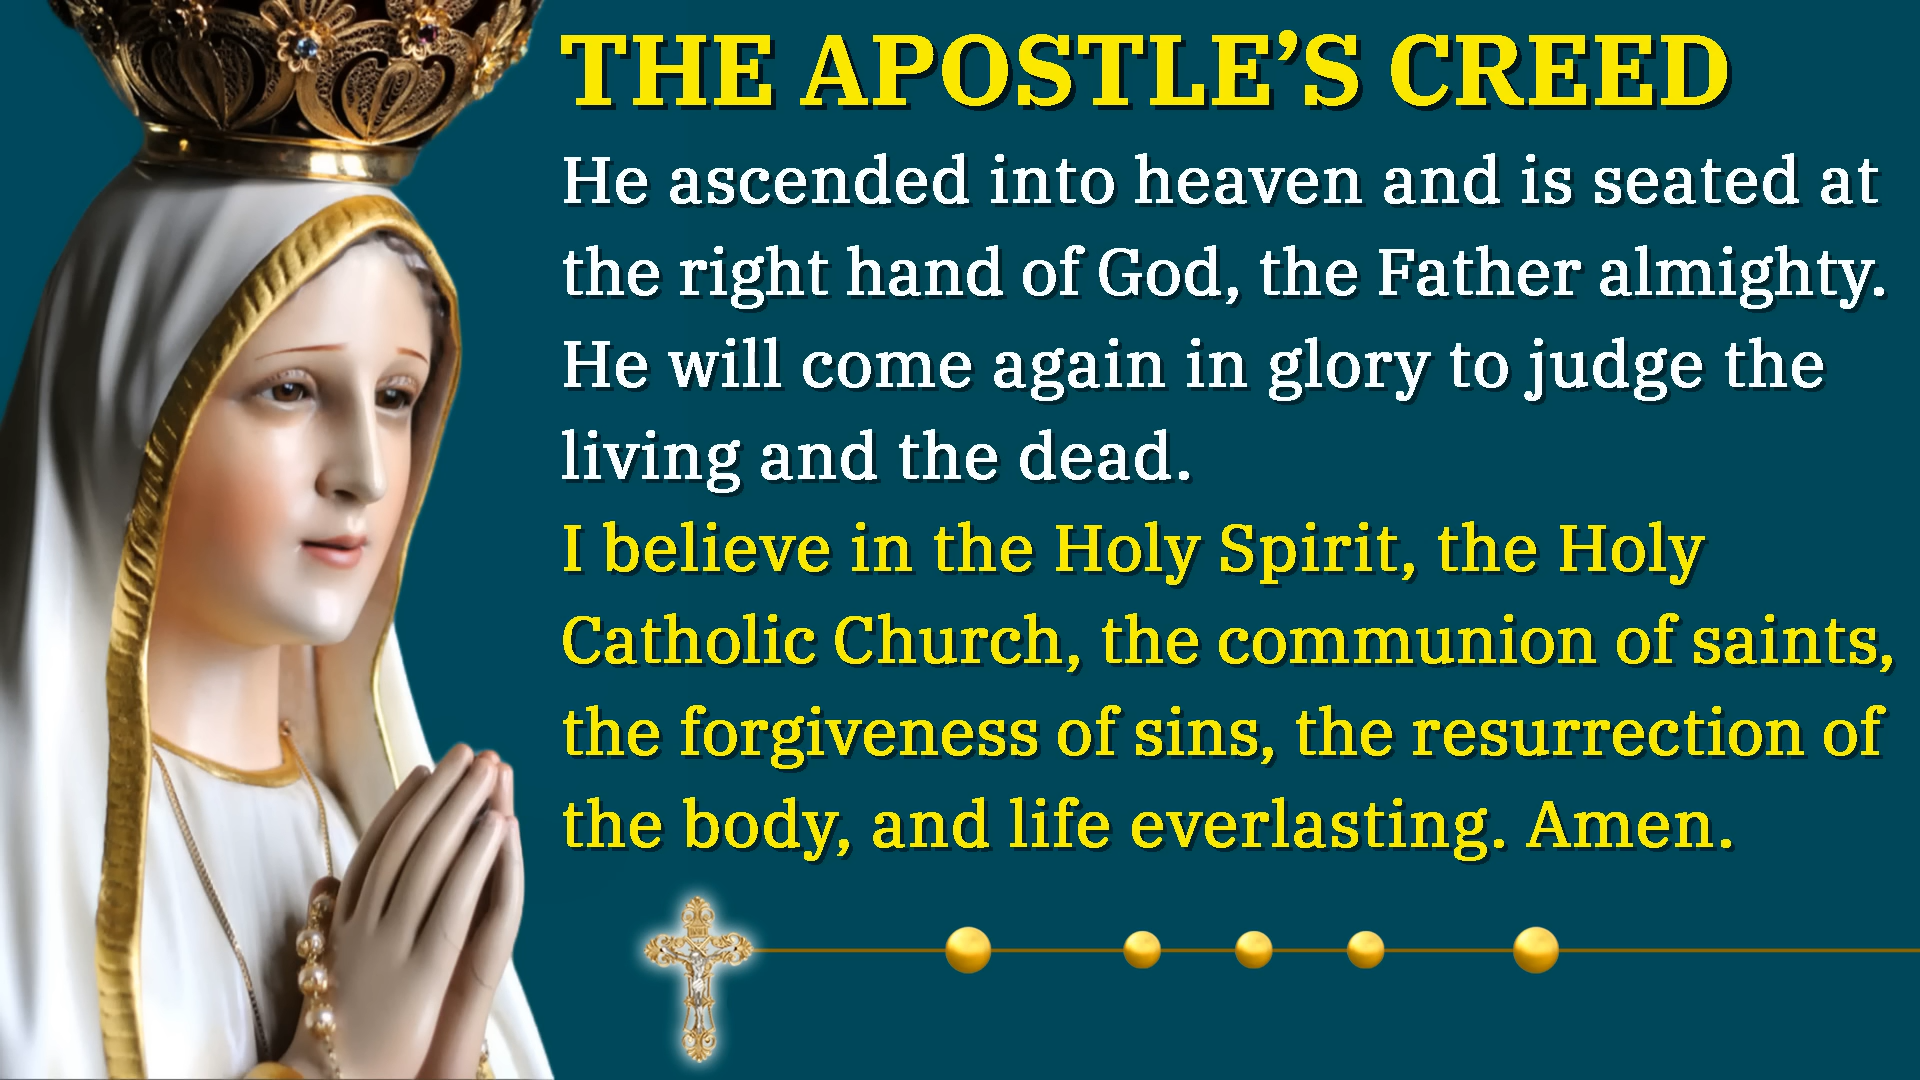 THE APOSTLE’S CREED
He ascended into heaven and is seated at
the right hand of God, the Father almighty.
He will come again in glory to judge the
living and the dead.
I believe in the Holy Spirit, the Holy
Catholic Church, the communion of saints,
the forgiveness of sins, the resurrection of
the body, and life everlasting. Amen.